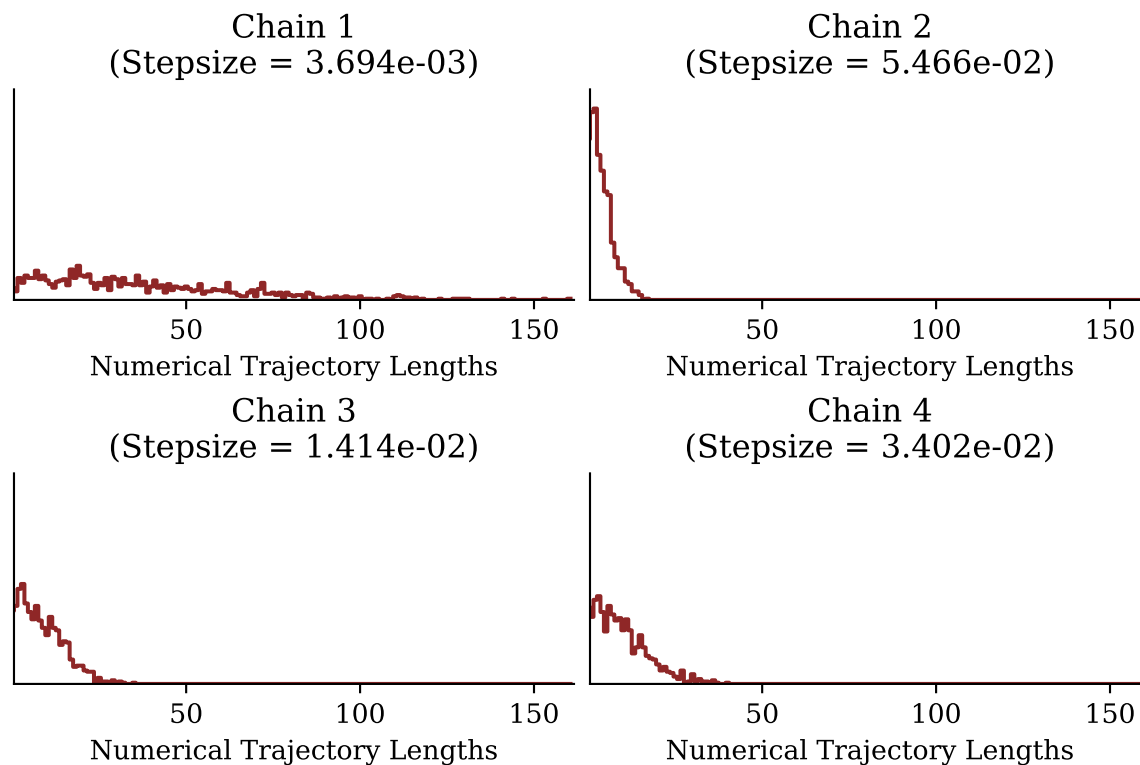 Chain 1
(Stepsize = 3.694e-03)
50
100
150
Numerical Trajectory Lengths
Chain 2
(Stepsize = 5.466e-02)
50
100
150
Numerical Trajectory Lengths
Chain 3
(Stepsize = 1.414e-02)
50
100
150
Numerical Trajectory Lengths
Chain 4
(Stepsize = 3.402e-02)
50
100
150
Numerical Trajectory Lengths